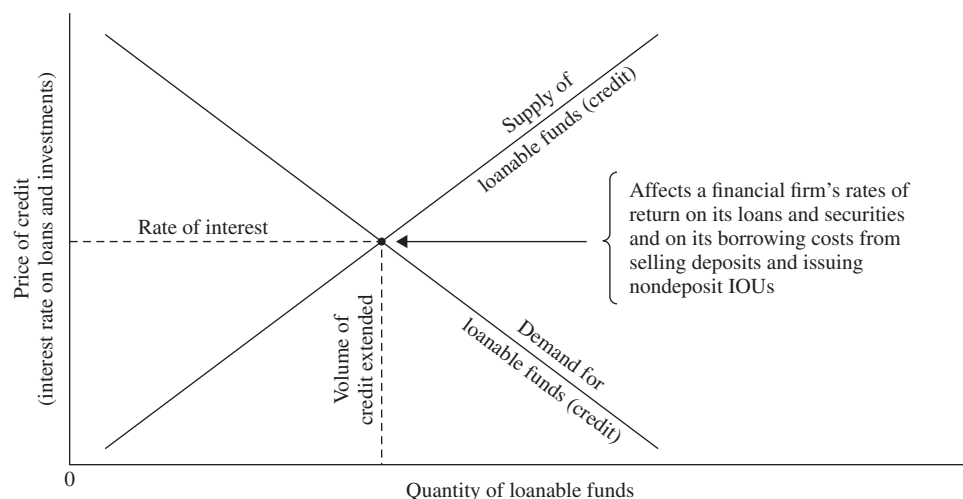 Price of credit
(interest rate on loans and investments)
Supply of
loanable funds (credit)
Rate of interest
Affects a financial firm’s rates of
return on its loans and securities
and on its borrowing costs from
selling deposits and issuing
nondeposit IOUs
Volume of
credit extended
Demand for
loanable funds (credit)
0
Quantity of loanable funds